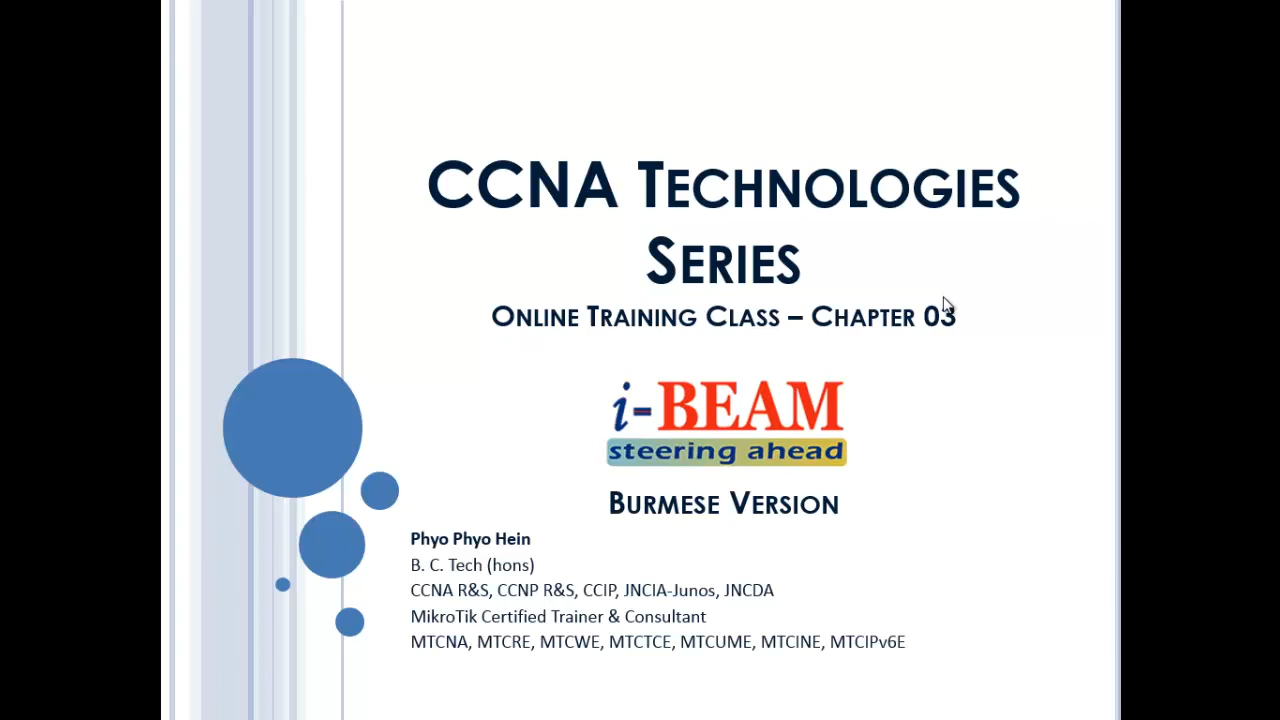 CCNA Technologies
Series
Online Training Class – Chapter 03
i-BEAM
steering ahead
Burmese Version
Phyo Phyo Hein
B. C. Tech (hons)
CCNA R&S, CCNP R&S, CCIP, JNCIA-Junos, JNCDA
MikroTik Certified Trainer & Consultant
MTCNA, MTCRE, MTCWE, MTCTCE, MTCUME, MTCINE, MTCIPv6E